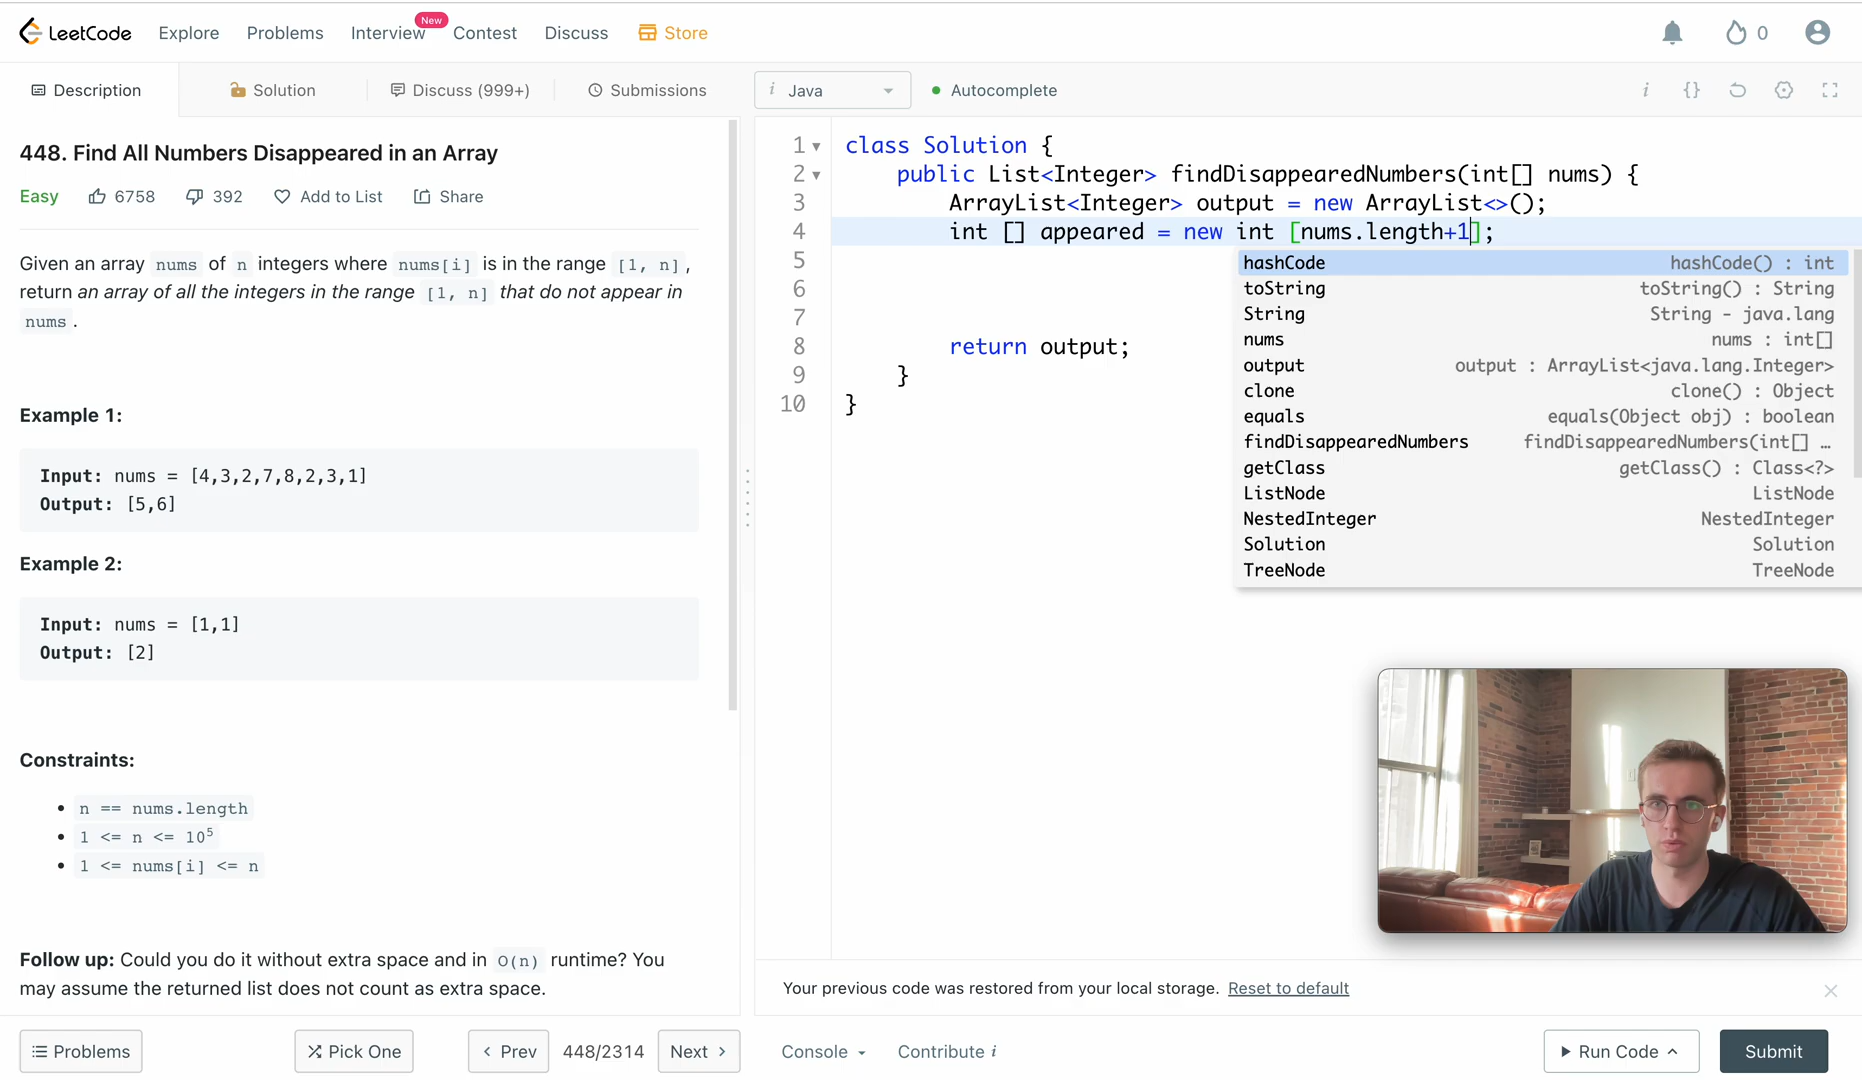 LeetCode Explore Problems Interview New Contest Discuss Store 0
Description Solution Discuss (999+) Submissions
i Java Autocomplete i {}
448. Find All Numbers Disappeared in an Array
Easy 6758 392 Add to List Share
Given an array nums of n integers where nums[i] is in the range [1, n],
return an array of all the integers in the range [1, n] that do not appear in
nums.
Example 1:
Input: nums = [4,3,2,7,8,2,3,1]
Output: [5,6]
Example 2:
Input: nums = [1,1]
Output: [2]
Constraints:
• n == nums.length
• 1 <= n <= 10⁵
• 1 <= nums[i] <= n
Follow up: Could you do it without extra space and in O(n) runtime? You
may assume the returned list does not count as extra space.
1 class Solution {
2 public List<Integer> findDisappearedNumbers(int[] nums) {
3 ArrayList<Integer> output = new ArrayList<>();
4 int [] appeared = new int [nums.length+1];
5
6
7
8 return output;
9 }
10 }
hashCode hashCode() : int
toString toString() : String
String String - java.lang
nums nums : int[]
output output : ArrayList<java.lang.Integer>
clone clone() : Object
equals equals(Object obj) : boolean
findDisappearedNumbers findDisappearedNumbers(int[] …
getClass getClass() : Class<?>
ListNode ListNode
NestedInteger NestedInteger
Solution Solution
TreeNode TreeNode
Your previous code was restored from your local storage. Reset to default
Problems Pick One Prev 448/2314 Next Console Contribute i Run Code Submit